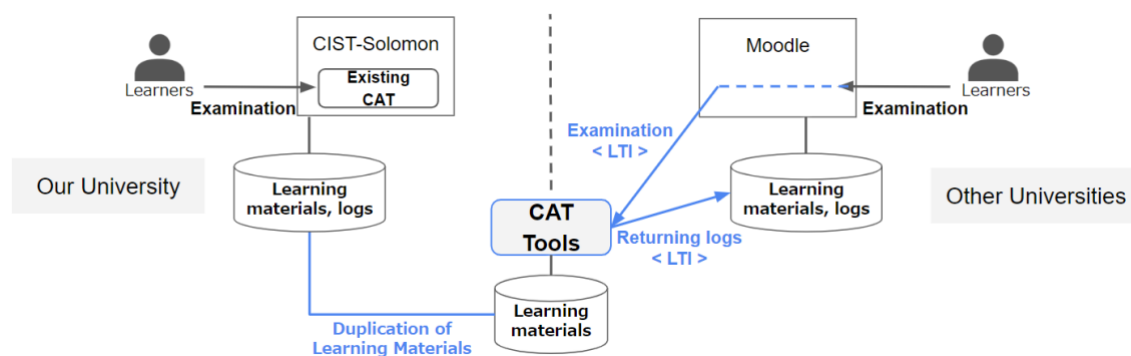 CIST-Solomon
Existing
CAT
Learners
Examination
Our University
Learning
materials, logs
Duplication of
Learning Materials
CAT
Tools
Learning
materials
Moodle
Examination
< LTI >
Returning logs
< LTI >
Learners
Examination
Learning
materials, logs
Other Universities